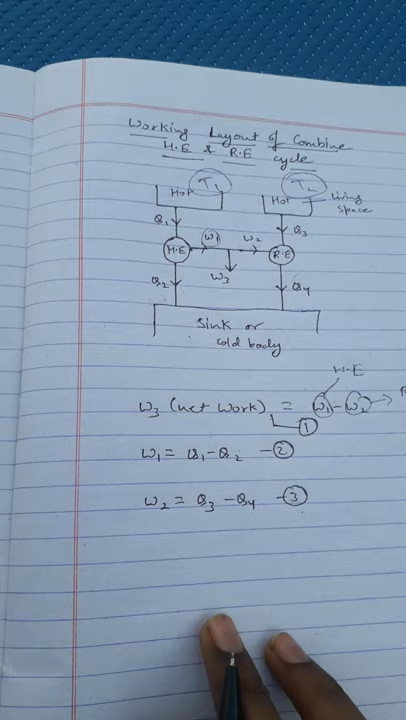 Working Layout of Combine
H.E & R.E cycle
HOT T1 HOT T2 Living
space
Q1 Q3
H.E W1 W2 R.E
Q2 W3 Q4
Sink or
cold body
H.E
W3 (net work) = W1 - W2
1
W1 = Q1 - Q2 - 2
W2 = Q3 - Q4 - 3